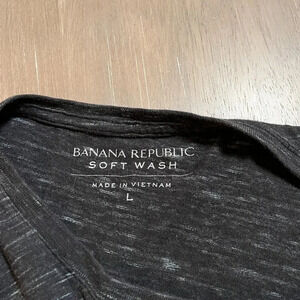 BANANA REPUBLIC
SOFT WASH
MADE IN VIETNAM
L